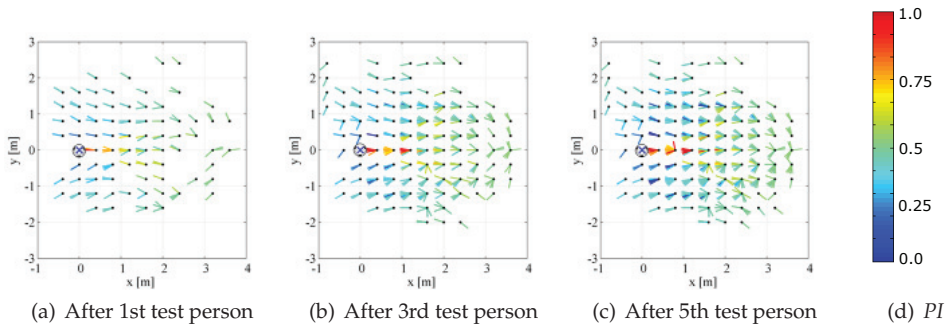 3
2
1
0
-1
-2
-3
y [m]
-1 0 1 2 3 4
x [m]
(a) After 1st test person
3
2
1
0
-1
-2
-3
y [m]
-1 0 1 2 3 4
x [m]
(b) After 3rd test person
3
2
1
0
-1
-2
-3
y [m]
-1 0 1 2 3 4
x [m]
(c) After 5th test person
1.0
0.75
0.5
0.25
0.0
(d) PI